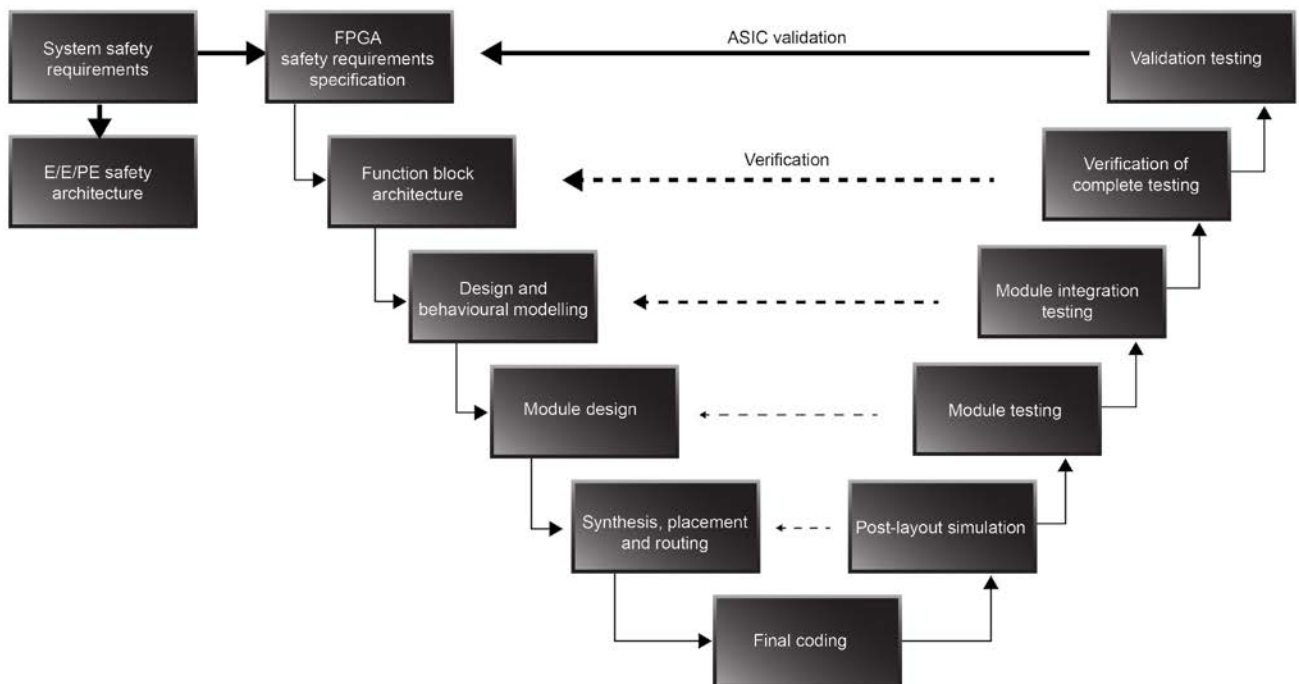 System safety
requirements
FPGA
safety requirements
specification
ASIC validation
Validation testing
E/E/PE safety
architecture
Function block
architecture
Verification
Verification of
complete testing
Design and
behavioural modelling
Module integration
testing
Module design
Module testing
Synthesis, placement
and routing
Post-layout simulation
Final coding